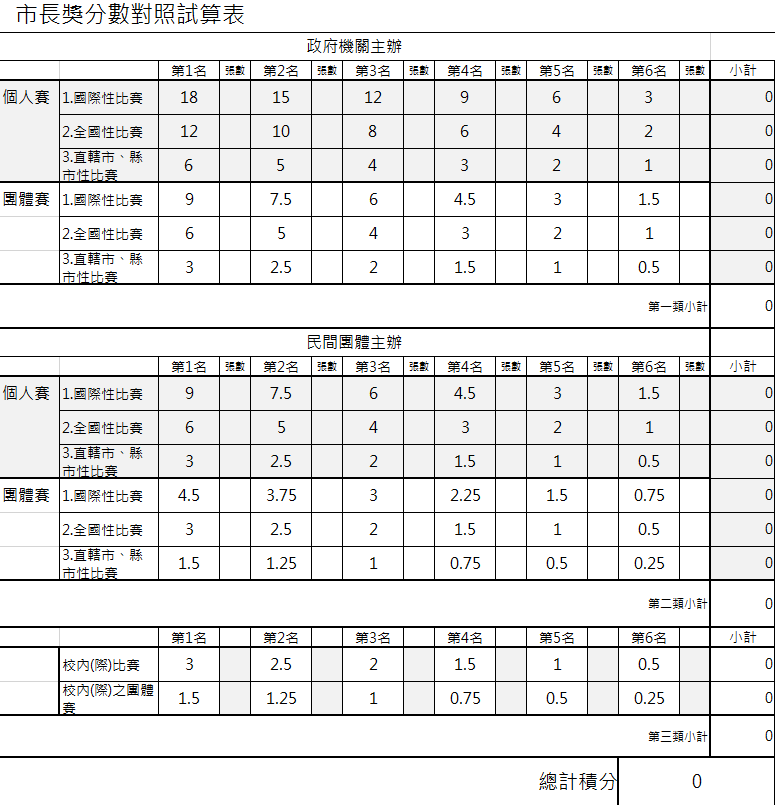 市長獎分數對照試算表
政府機關主辦
第1名 張數 第2名 張數 第3名 張數 第4名 張數 第5名 張數 第6名 張數 小計
個人賽 1.國際性比賽 18 15 12 9 6 3 0
2.全國性比賽 12 10 8 6 4 2 0
3.直轄市、縣
市性比賽 6 5 4 3 2 1 0
團體賽 1.國際性比賽 9 7.5 6 4.5 3 1.5 0
2.全國性比賽 6 5 4 3 2 1 0
3.直轄市、縣
市性比賽 3 2.5 2 1.5 1 0.5 0
第一類小計 0
民間團體主辦
第1名 張數 第2名 張數 第3名 張數 第4名 張數 第5名 張數 第6名 張數 小計
個人賽 1.國際性比賽 9 7.5 6 4.5 3 1.5 0
2.全國性比賽 6 5 4 3 2 1 0
3.直轄市、縣
市性比賽 3 2.5 2 1.5 1 0.5 0
團體賽 1.國際性比賽 4.5 3.75 3 2.25 1.5 0.75 0
2.全國性比賽 3 2.5 2 1.5 1 0.5 0
3.直轄市、縣
市性比賽 1.5 1.25 1 0.75 0.5 0.25 0
第二類小計 0
第1名 第2名 第3名 第4名 第5名 第6名 小計
校內(際)比賽 3 2.5 2 1.5 1 0.5 0
校內(際)之團體
賽 1.5 1.25 1 0.75 0.5 0.25 0
第三類小計 0
總計積分 0